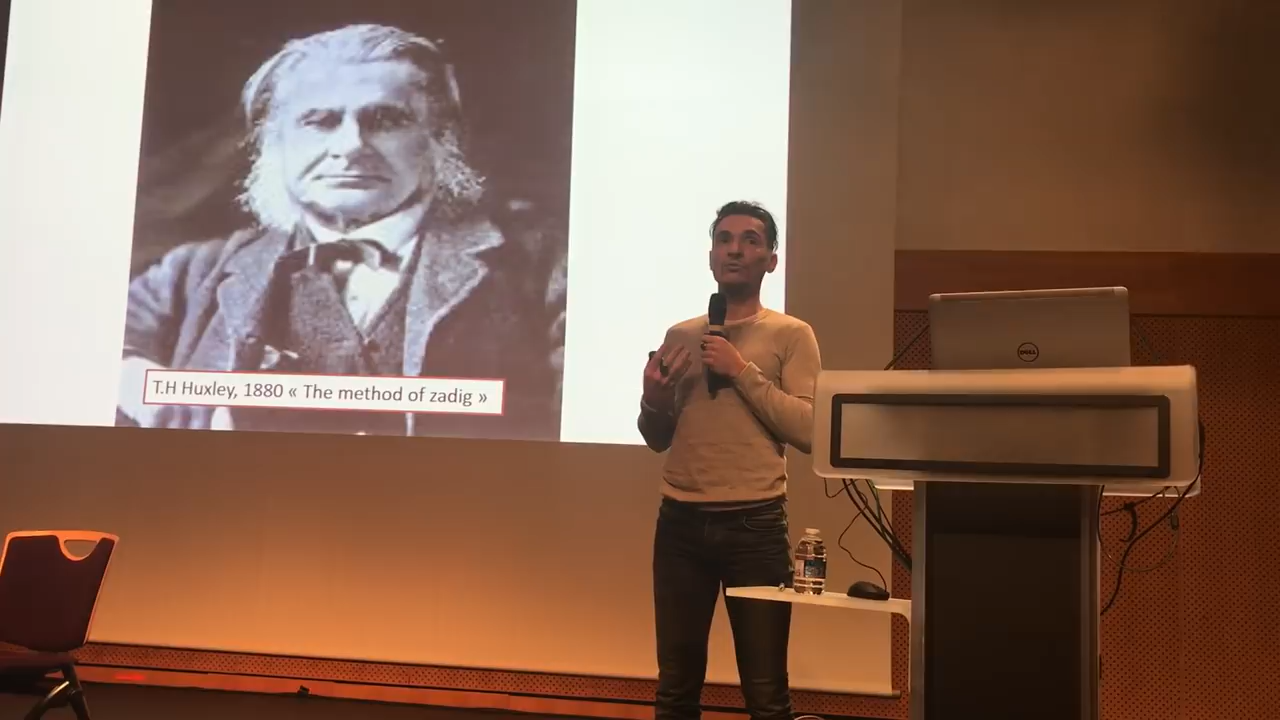 T.H Huxley, 1880 « The method of zadig »
DELL